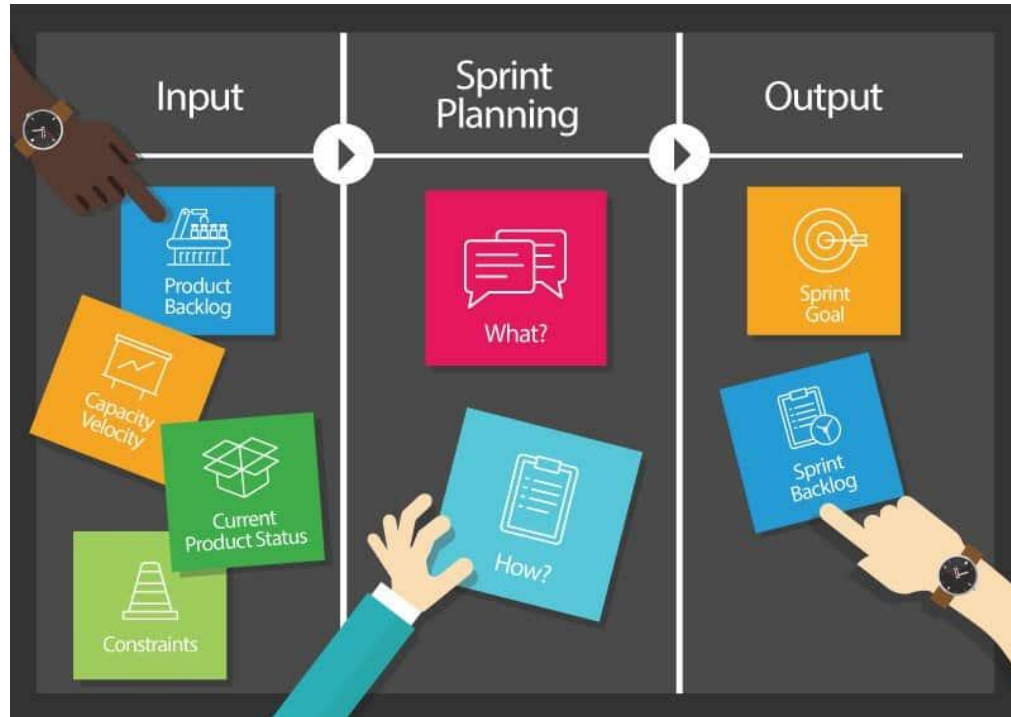 Input
Sprint
Planning
Output
Product
Backlog
Capacity
Velocity
Current
Product Status
Constraints
What?
How?
Sprint
Goal
Sprint
Backlog